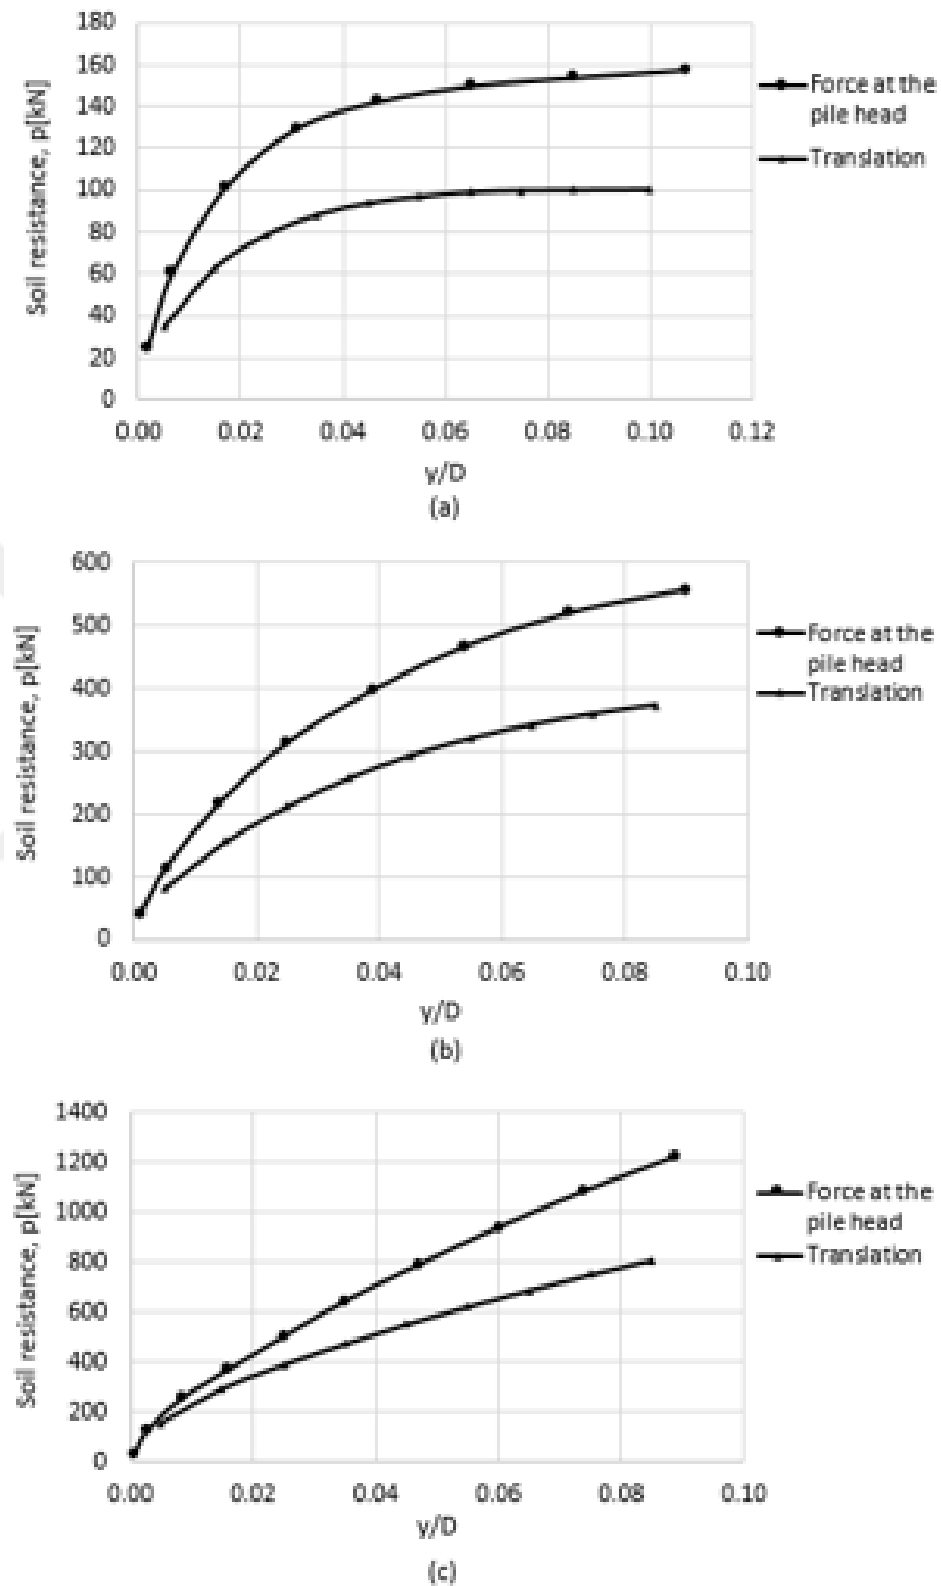 180
160
140
120
100
80
60
40
20
0
Soil resistance, p[kN]
0.00 0.02 0.04 0.06 0.08 0.10 0.12
y/D
(a)
Force at the
pile head
Translation
600
500
400
300
200
100
0
Soil resistance, p[kN]
0.00 0.02 0.04 0.06 0.08 0.10
y/D
(b)
Force at the
pile head
Translation
1400
1200
1000
800
600
400
200
0
Soil resistance, p[kN]
0.00 0.02 0.04 0.06 0.08 0.10
y/D
(c)
Force at the
pile head
Translation